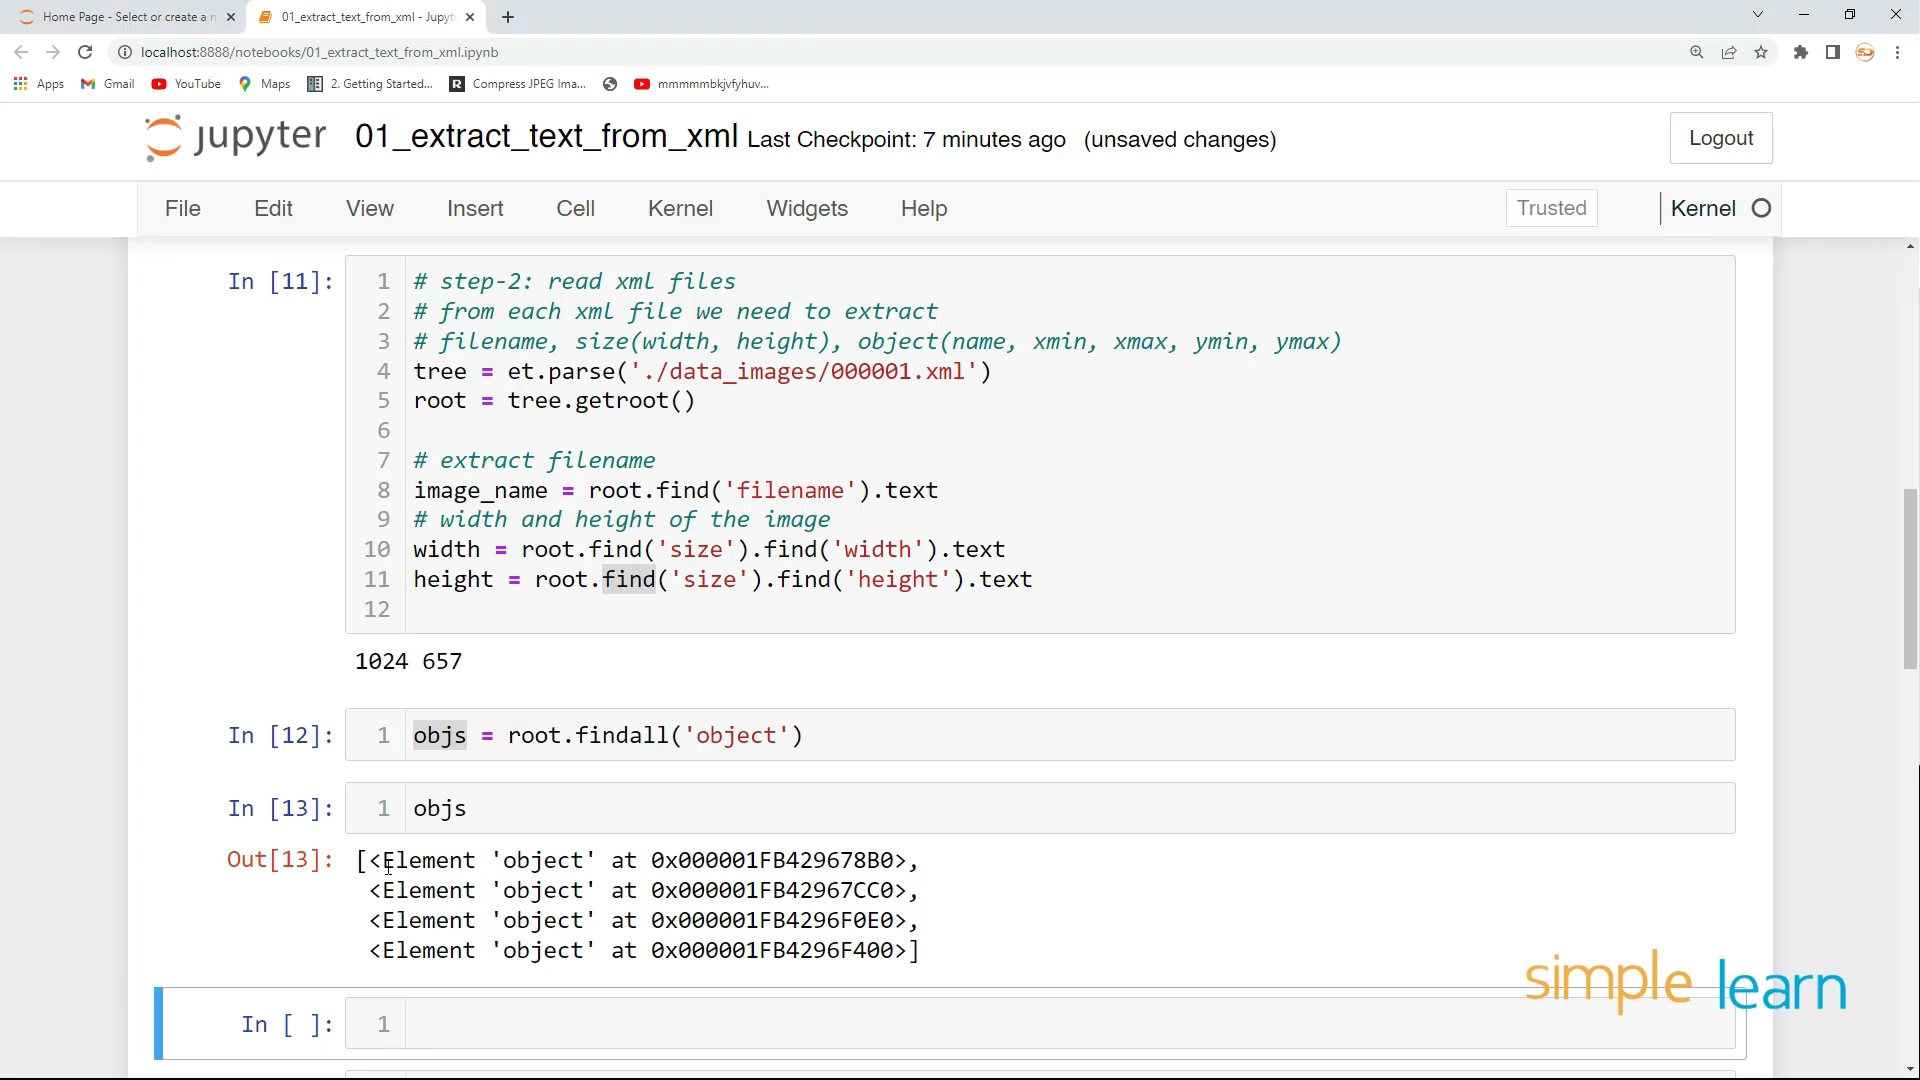 Home Page - Select or create a n
01_extract_text_from_xml - Jupyt
localhost:8888/notebooks/01_extract_text_from_xml.ipynb
Apps Gmail YouTube Maps 2. Getting Started... R Compress JPEG Ima... mmmmmbkjvfyhuv...
jupyter 01_extract_text_from_xml Last Checkpoint: 7 minutes ago (unsaved changes) Logout
File Edit View Insert Cell Kernel Widgets Help Trusted Kernel
In [11]:
1 # step-2: read xml files
2 # from each xml file we need to extract
3 # filename, size(width, height), object(name, xmin, xmax, ymin, ymax)
4 tree = et.parse('./data_images/000001.xml')
5 root = tree.getroot()
6
7 # extract filename
8 image_name = root.find('filename').text
9 # width and height of the image
10 width = root.find('size').find('width').text
11 height = root.find('size').find('height').text
12
1024 657
In [12]: 1 objs = root.findall('object')
In [13]: 1 objs
Out[13]: [<Element 'object' at 0x000001FB429678B0>,
<Element 'object' at 0x000001FB42967CC0>,
<Element 'object' at 0x000001FB4296F0E0>,
<Element 'object' at 0x000001FB4296F400>]
simplelearn
In [ ]: 1